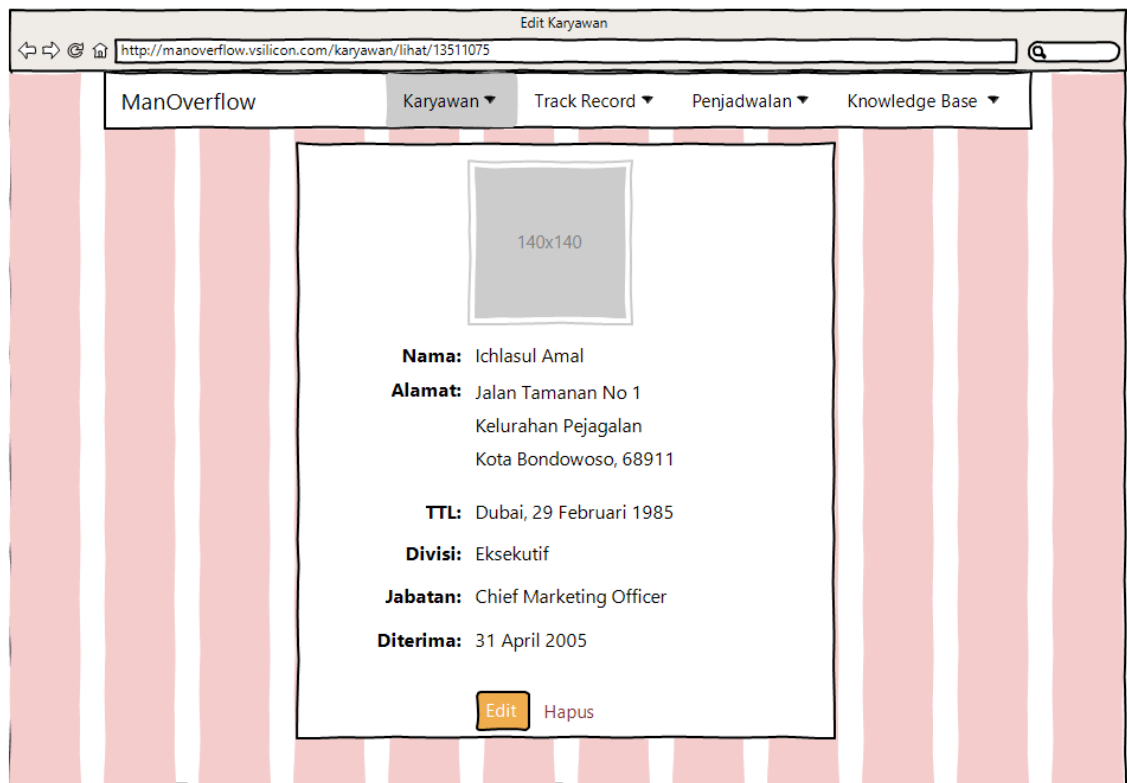 Edit Karyawan
http://manoverflow.vsilicon.com/karyawan/lihat/13511075
ManOverflow Karyawan Track Record Penjadwalan Knowledge Base
140x140
Nama: Ichlasul Amal
Alamat: Jalan Tamanan No 1
Kelurahan Pejagalan
Kota Bondowoso, 68911
TTL: Dubai, 29 Februari 1985
Divisi: Eksekutif
Jabatan: Chief Marketing Officer
Diterima: 31 April 2005
Edit Hapus